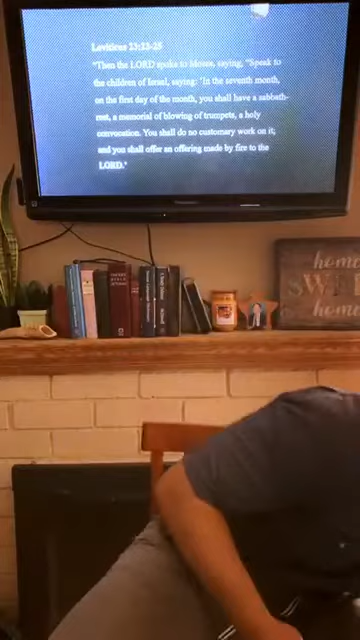 Leviticus 23:23-25
"Then the LORD spoke to Moses, saying, "Speak to
the children of Israel, saying: 'In the seventh month,
on the first day of the month, you shall have a sabbath-
rest, a memorial of blowing of trumpets, a holy
convocation. You shall do no customary work on it;
and you shall offer an offering made by fire to the
LORD."
home
SWEET
home